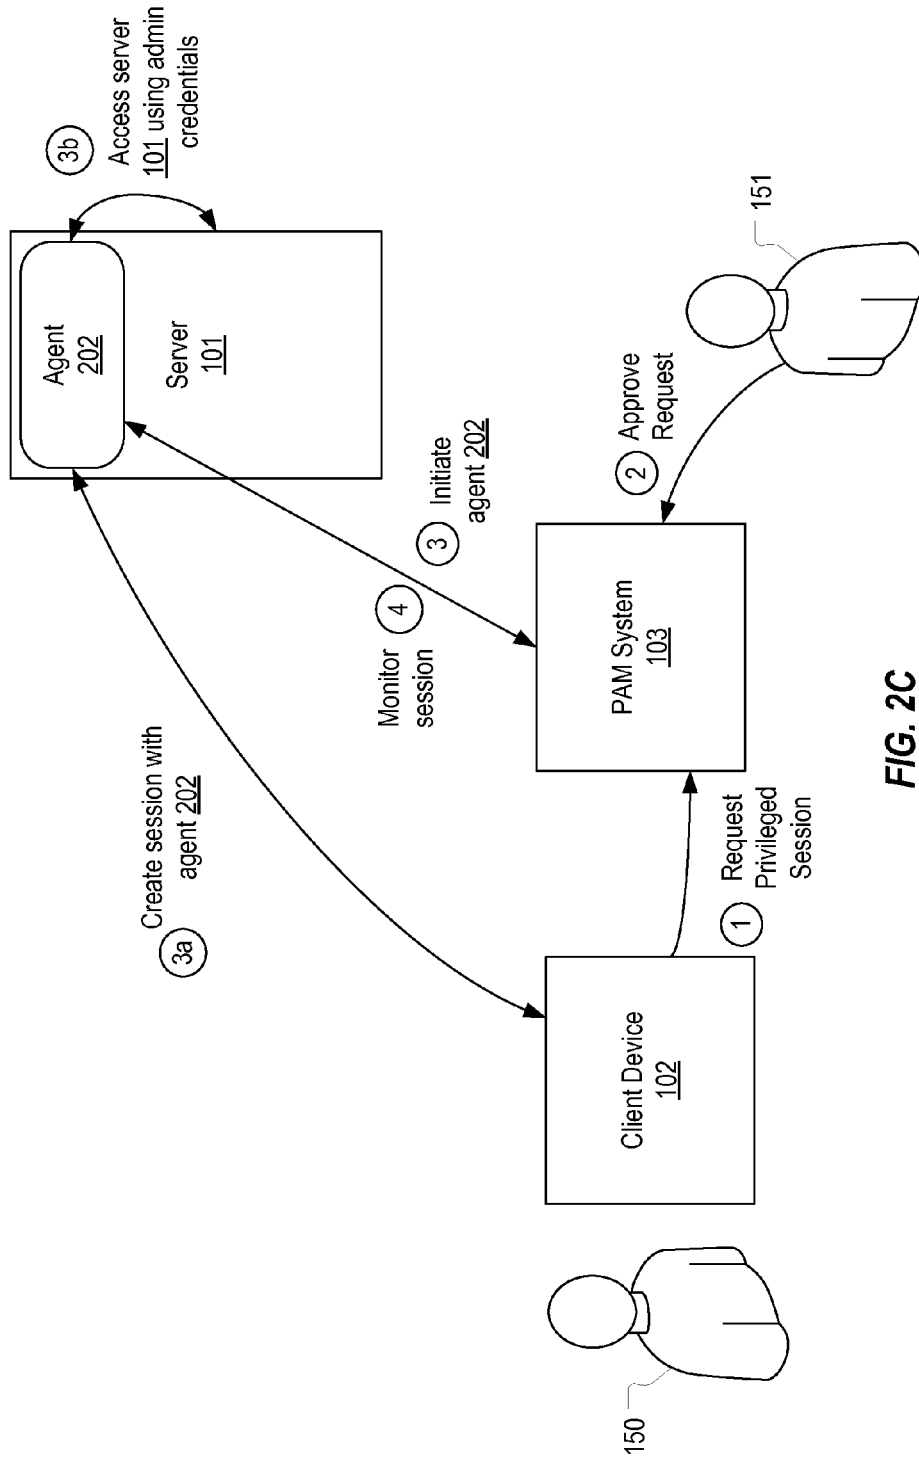 3b
Access server
101 using admin
credentials
Agent
202
Server
101
3a
Create session with
agent 202
Monitor
session
4
3
Initiate
agent 202
2
Approve
Request
151
PAM System
103
Client Device
102
1
Request
Privileged
Session
150
FIG. 2C